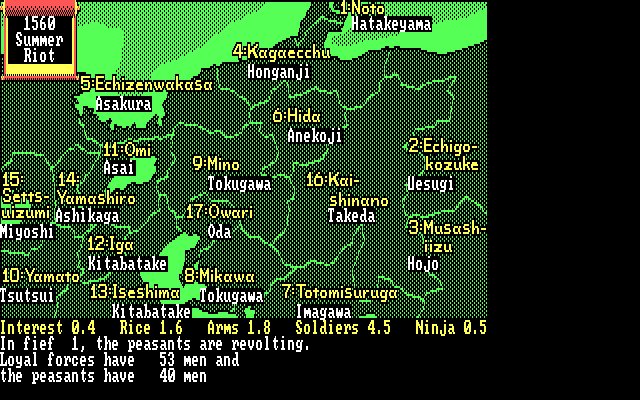 1560
Summer
Riot
1:Noto
Hatakeyama
4:Kagaecchu
Honganji
5:Echizenwakasa
Asakura
6:Hida
Anekoji
11:Omi
Asai
9:Mino
Tokugawa
2:Echigo-
kozuke
Uesugi
15:
Setts-
uizumi
Miyoshi
14:
Yamashiro
Ashikaga
16:Kai-
shinano
Takeda
17:Owari
Oda
3:Musash-
iizu
Hojo
12:Iga
Kitabatake
10:Yamato
Tsutsui
8:Mikawa
Tokugawa
13:Iseshima
Kitabatake
7:Totomisuruga
Imagawa
Interest 0.4 Rice 1.6 Arms 1.8 Soldiers 4.5 Ninja 0.5
In fief 1, the peasants are revolting.
Loyal forces have 53 men and
the peasants have 40 men